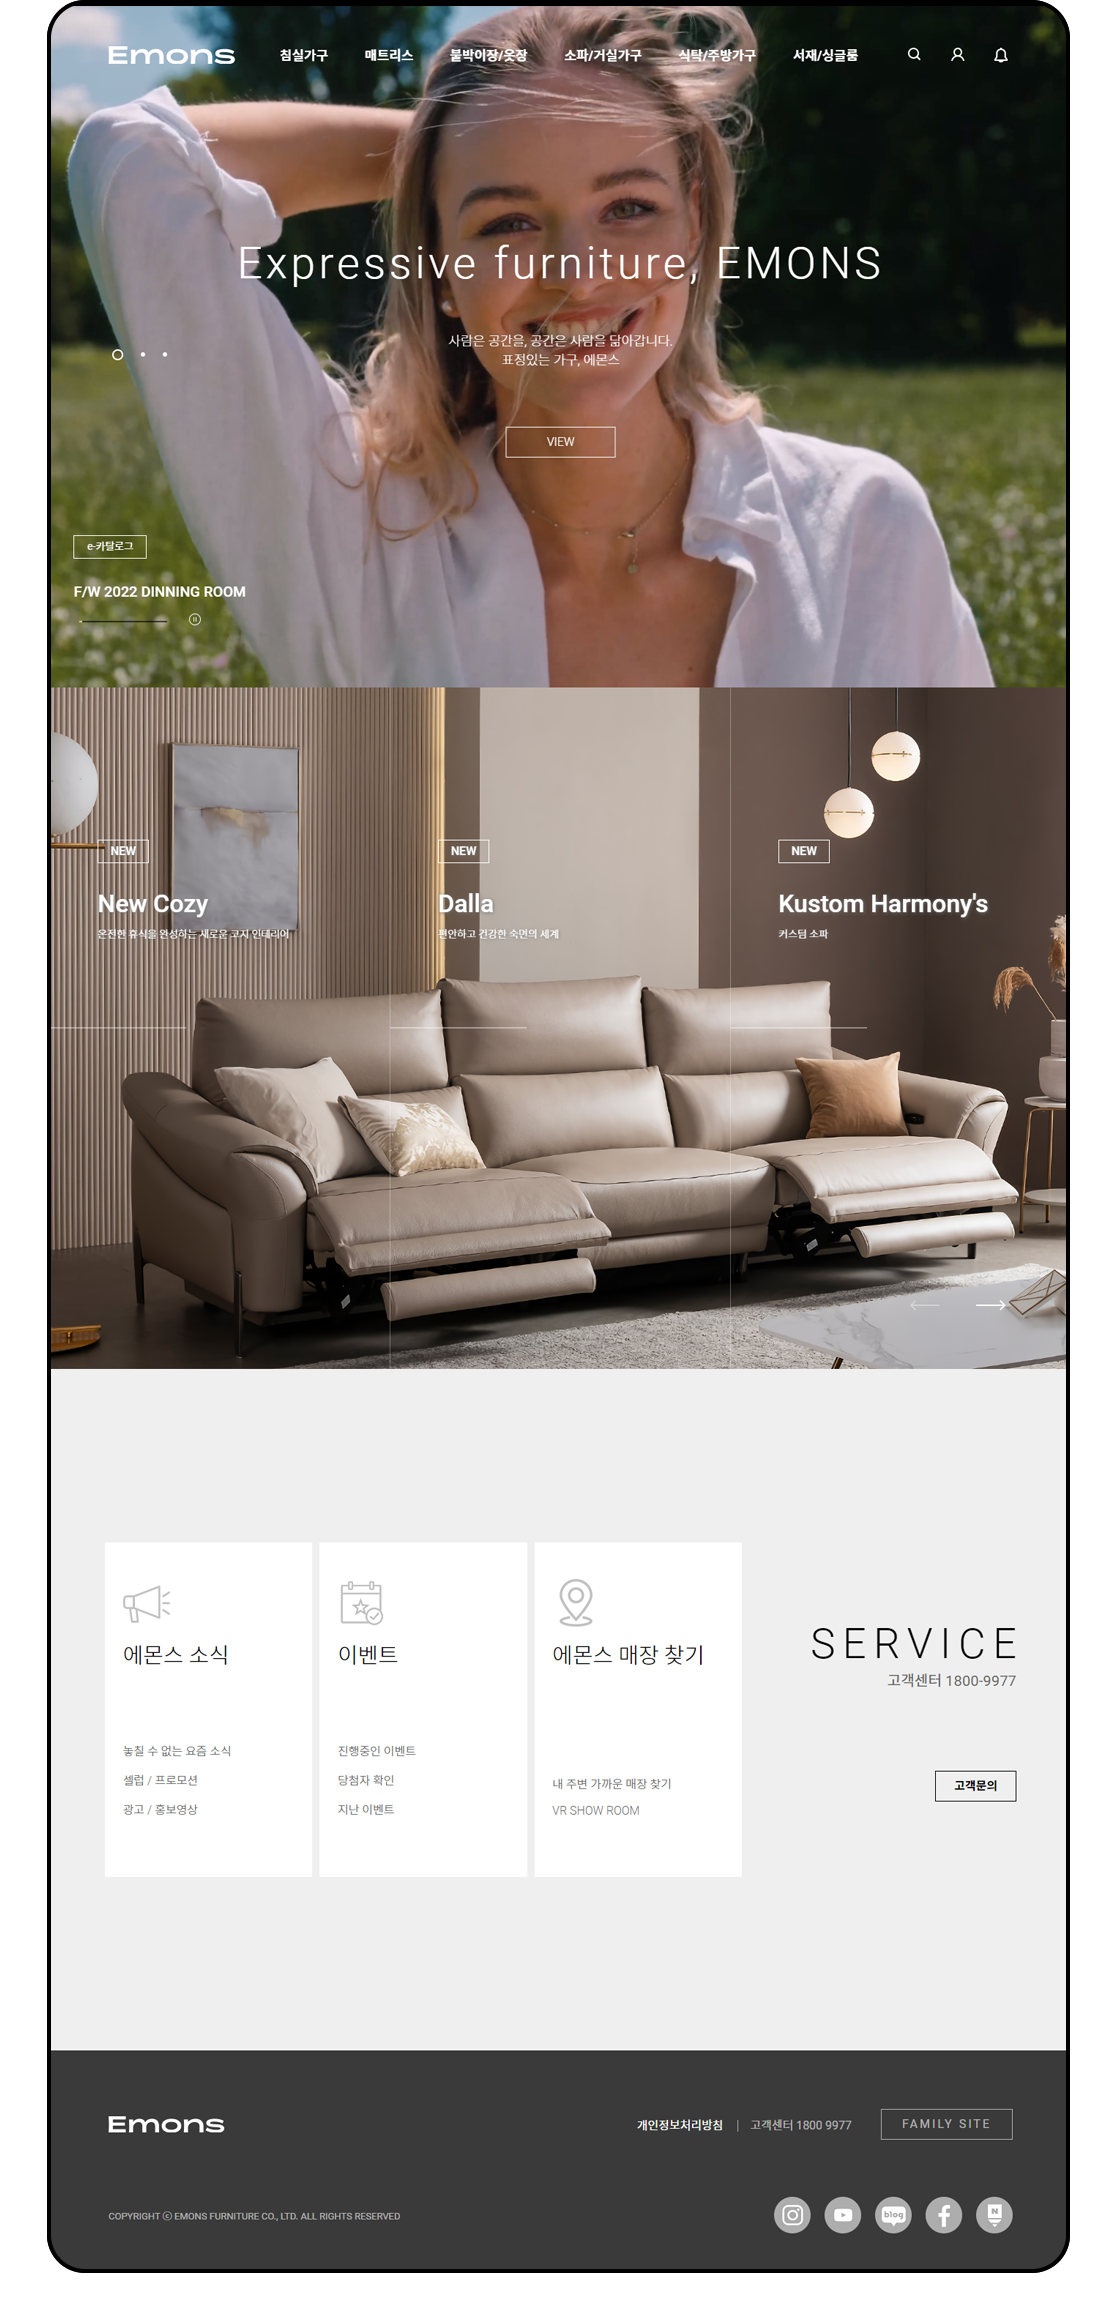 Emons
침실가구 매트리스 붙박이장/옷장 소파/거실가구 식탁/주방가구 서재/싱글룸
Expressive furniture, EMONS
사람은 공간을, 공간은 사람을 닮아갑니다.
표정있는 가구, 에몬스
VIEW
e-카탈로그
F/W 2022 DINNING ROOM
NEW
New Cozy
온전한 휴식을 완성하는 새로운 코지 인테리어
NEW
Dalla
편안하고 건강한 숙면의 세계
NEW
Kustom Harmony's
커스텀 소파
에몬스 소식
놓칠 수 없는 요즘 소식
셀럽 / 프로모션
광고 / 홍보영상
이벤트
진행중인 이벤트
당첨자 확인
지난 이벤트
에몬스 매장 찾기
내 주변 가까운 매장 찾기
VR SHOW ROOM
SERVICE
고객센터 1800-9977
고객문의
Emons
개인정보처리방침 | 고객센터 1800 9977
FAMILY SITE
COPYRIGHT ⓒ EMONS FURNITURE CO., LTD. ALL RIGHTS RESERVED
blog
N